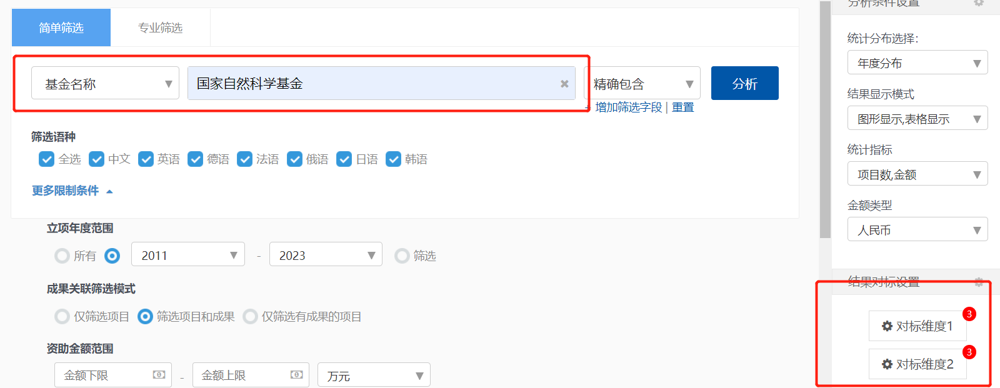 简单筛选 专业筛选
基金名称 国家自然科学基金 精确包含 分析
+ 增加筛选字段 | 重置
筛选语种
全选 中文 英语 德语 法语 俄语 日语 韩语
更多限制条件
立项年度范围
所有 2011 - 2023 筛选
成果关联筛选模式
仅筛选项目 筛选项目和成果 仅筛选有成果的项目
资助金额范围
金额下限 - 金额上限 万元
分析条件设置
统计分布选择:
年度分布
结果显示模式
图形显示,表格显示
统计指标
项目数,金额
金额类型
人民币
结果对标设置
对标维度1 3
对标维度2 3